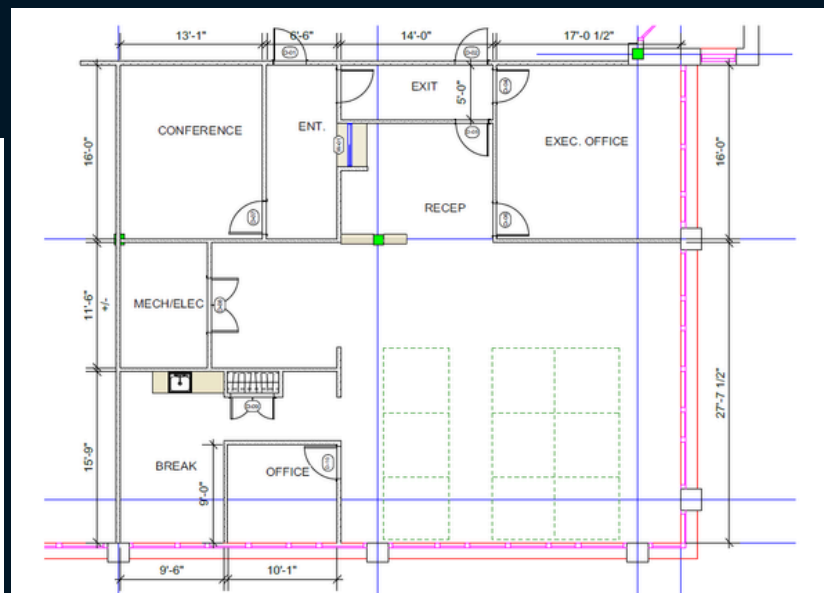 13'-1"
6'-6"
14'-0"
17'-0 1/2"
D-01
D-02
EXIT
5'-0"
CONFERENCE
ENT.
EXEC. OFFICE
16'-0"
16'-0"
RECEP
MECH/ELEC
11'-6"
+/-
27'-7 1/2"
15'-9"
BREAK
OFFICE
9'-0"
9'-6"
10'-1"